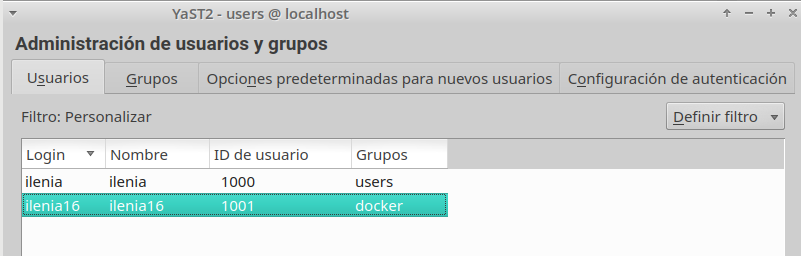 YaST2 - users @ localhost
Administración de usuarios y grupos
Usuarios Grupos Opciones predeterminadas para nuevos usuarios Configuración de autenticación
Filtro: Personalizar Definir filtro
Login Nombre ID de usuario Grupos
ilenia ilenia 1000 users
ilenia16 ilenia16 1001 docker